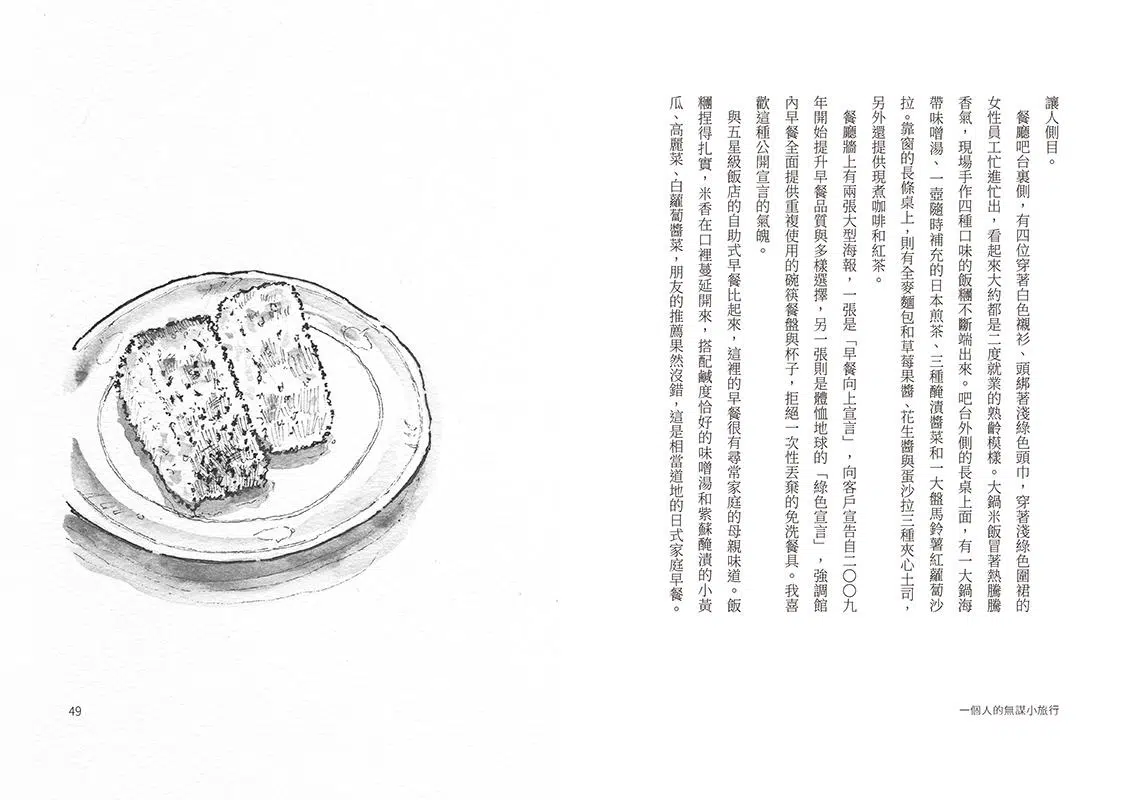 讓人側目。
餐廳吧台裏側，有四位穿著白色襯衫、頭綁著淺綠色頭巾，穿著淺綠色圍裙的
女性員工忙進忙出，看起來大約都是二度就業的熟齡模樣。大鍋米飯冒著熱騰騰
香氣，現場手作四種口味的飯糰不斷端出來。吧台外側的長桌上面，有一大鍋海
帶味噌湯、一壺隨時補充的日本煎茶、三種醃漬醬菜和一大盤馬鈴薯紅蘿蔔沙
拉。靠窗的長條桌上，則有全麥麵包和草莓果醬、花生醬與蛋沙拉三種夾心土司，
另外還提供現煮咖啡和紅茶。
餐廳牆上有兩張大型海報，一張是「早餐向上宣言」，向客戶宣告自二〇〇九
年開始提升早餐品質與多樣選擇，另一張則是體恤地球的「綠色宣言」，強調館
內早餐全面提供重複使用的碗筷餐盤與杯子，拒絕一次性丟棄的免洗餐具。我喜
歡這種公開宣言的氣魄。
與五星級飯店的自助式早餐比起來，這裡的早餐很有尋常家庭的母親味道。飯
糰捏得扎實，米香在口裡蔓延開來，搭配鹹度恰好的味噌湯和紫蘇醃漬的小黃
瓜、高麗菜、白蘿蔔醬菜，朋友的推薦果然沒錯，這是相當道地的日式家庭早餐。
一個人的無謀小旅行
49